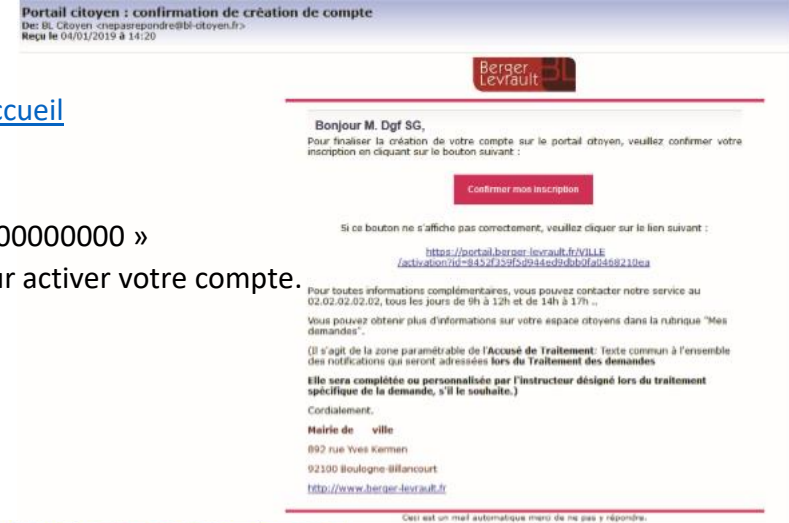 Portail citoyen : confirmation de création de compte
De: BL Citoyen <nepasrepondre@bl-citoyen.fr>
Reçu le 04/01/2019 à 14:20
Berger
Levrault BL
ccueil
Bonjour M. Dgf SG,
Pour finaliser la création de votre compte sur le portail citoyen, veuillez confirmer votre
inscription en cliquant sur le bouton suivant :
Confirmer mon inscription
00000000 »
Si ce bouton ne s'affiche pas correctement, veuillez cliquer sur le lien suivant :
https://portail.berger-levrault.fr/VILLE
/activation?id=8452f359f5d944ed9dbb0fa0468210ea
ur activer votre compte.
Pour toutes informations complémentaires, vous pouvez contacter notre service au
02.02.02.02.02, tous les jours de 9h à 12h et de 14h à 17h ..
Vous pouvez obtenir plus d'informations sur votre espace citoyens dans la rubrique "Mes
demandes".
(Il s'agit de la zone paramétrable de l'Accusé de Traitement: Texte commun à l'ensemble
des notifications qui seront adressées lors du Traitement des demandes
Elle sera complétée ou personnalisée par l'instructeur désigné lors du traitement
spécifique de la demande, s'il le souhaite.)
Cordialement.
Mairie de ville
892 rue Yves Kermen
92100 Boulogne-Billancourt
http://www.berger-levrault.fr
Ceci est un mail automatique merci de ne pas y répondre.